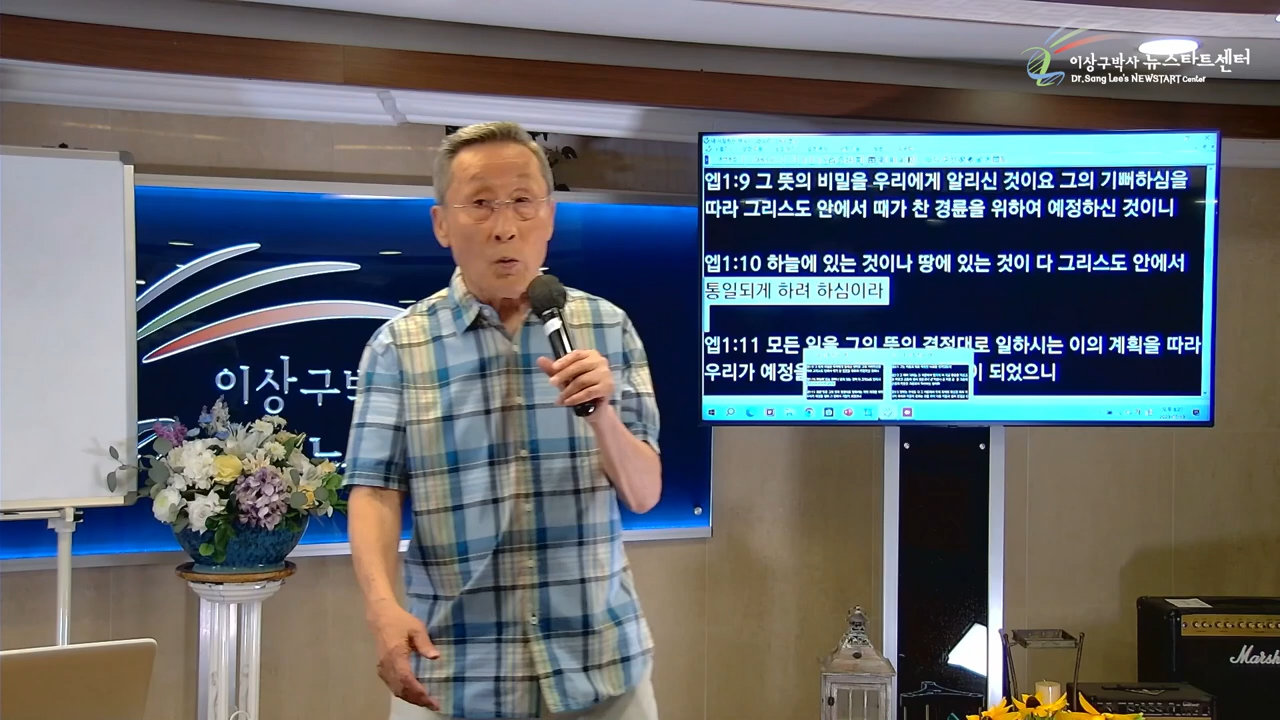 이상구박사 뉴스타트센터
Dr.Sang Lee's NEWSTART Center
엡1:9 그 뜻의 비밀을 우리에게 알리신 것이요 그의 기뻐하심을
따라 그리스도 안에서 때가 찬 경륜을 위하여 예정하신 것이니
엡1:10 하늘에 있는 것이나 땅에 있는 것이 다 그리스도 안에서
통일되게 하려 하심이라
엡1:11 모든 일을 그의 뜻의 결정대로 일하시는 이의 계획을 따라
우리가 예정을 이 되었으니
이상구
Marsh